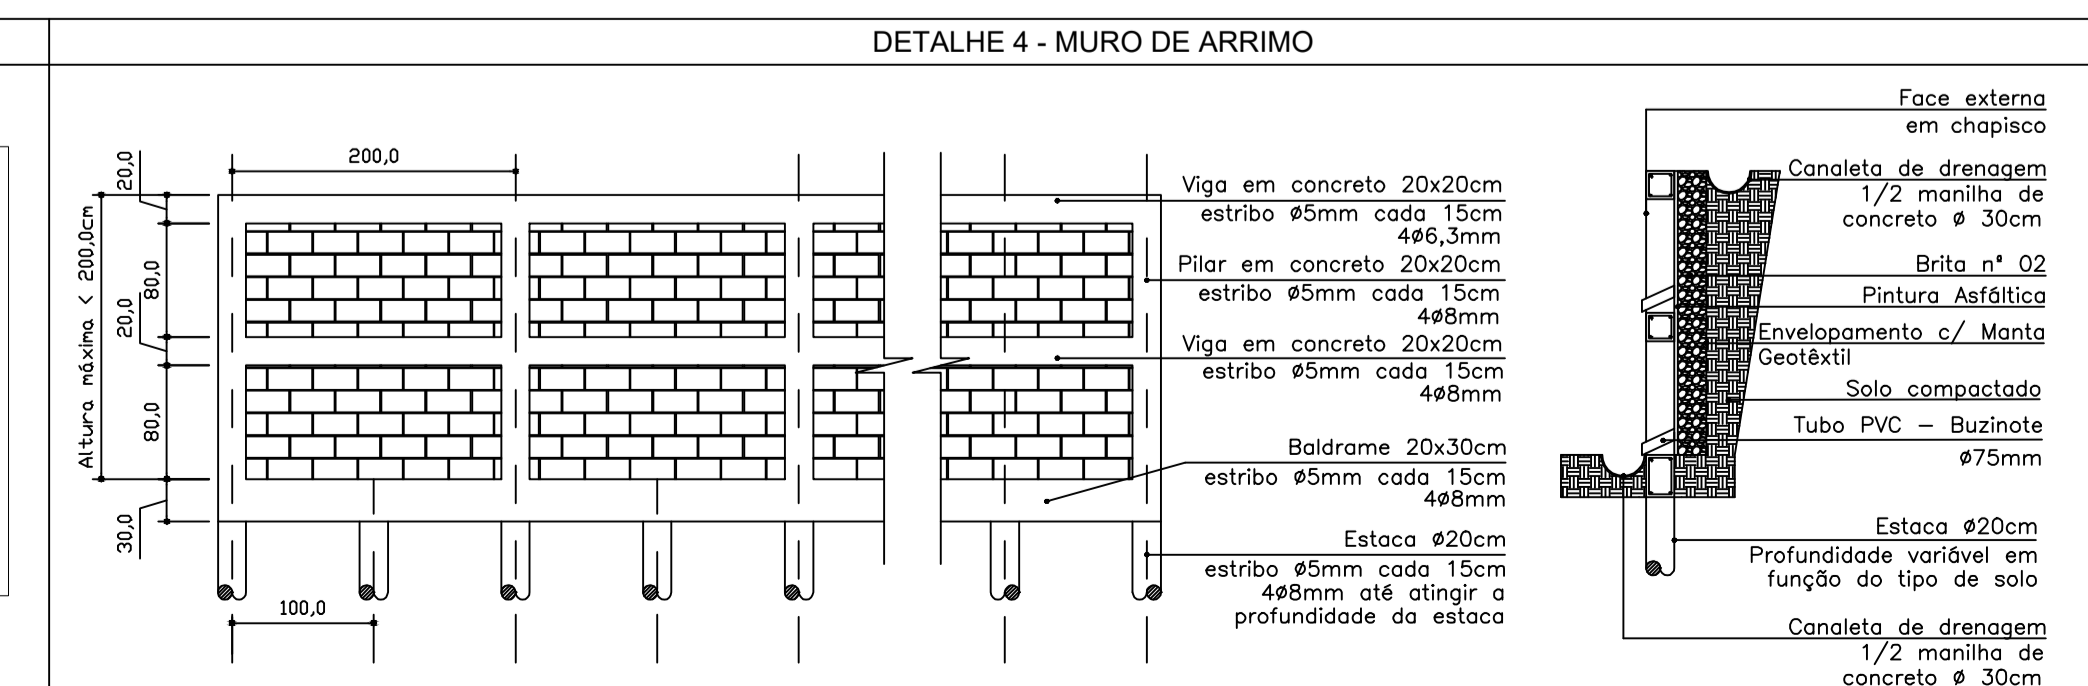 DETALHE 4 - MURO DE ARRIMO
20,0
200,0
Altura máxima < 200,0cm
80,0
20,0
80,0
30,0
100,0
Viga em concreto 20x20cm
estribo Ø5mm cada 15cm
4Ø6,3mm
Pilar em concreto 20x20cm
estribo Ø5mm cada 15cm
4Ø8mm
Viga em concreto 20x20cm
estribo Ø5mm cada 15cm
4Ø8mm
Baldrame 20x30cm
estribo Ø5mm cada 15cm
4Ø8mm
Estaca Ø20cm
estribo Ø5mm cada 15cm
4Ø8mm até atingir a
profundidade da estaca
Face externa
em chapisco
Canaleta de drenagem
1/2 manilha de
concreto Ø 30cm
Brita nª 02
Pintura Asfáltica
Envelopamento c/ Manta
Geotêxtil
Solo compactado
Tubo PVC – Buzinote
Ø75mm
Estaca Ø20cm
Profundidade variável em
função do tipo de solo
Canaleta de drenagem
1/2 manilha de
concreto Ø 30cm